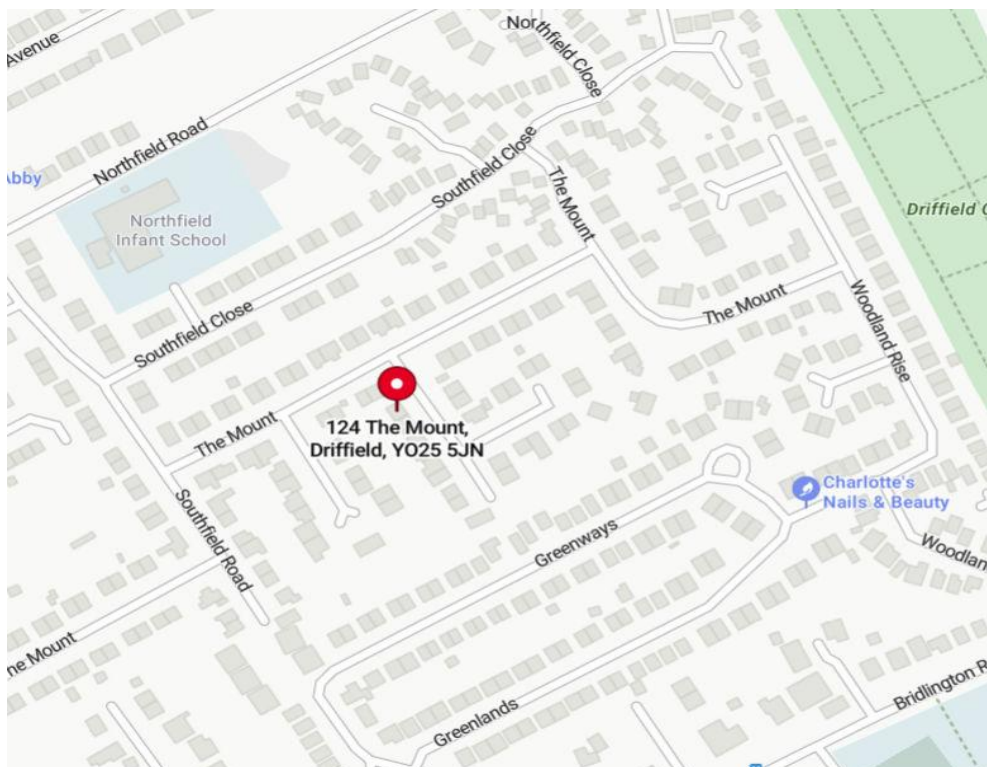 Northfield Close
Avenue
Northfield Road
Abby
Southfield Close
The Mount
Northfield
Infant School
Driffield
The Mount
Woodland Rise
Southfield Close
The Mount
124 The Mount,
Driffield, YO25 5JN
Charlotte's
Nails & Beauty
Southfield Road
Greenways
Woodlan
ne Mount
Bridlington R
Greenlands